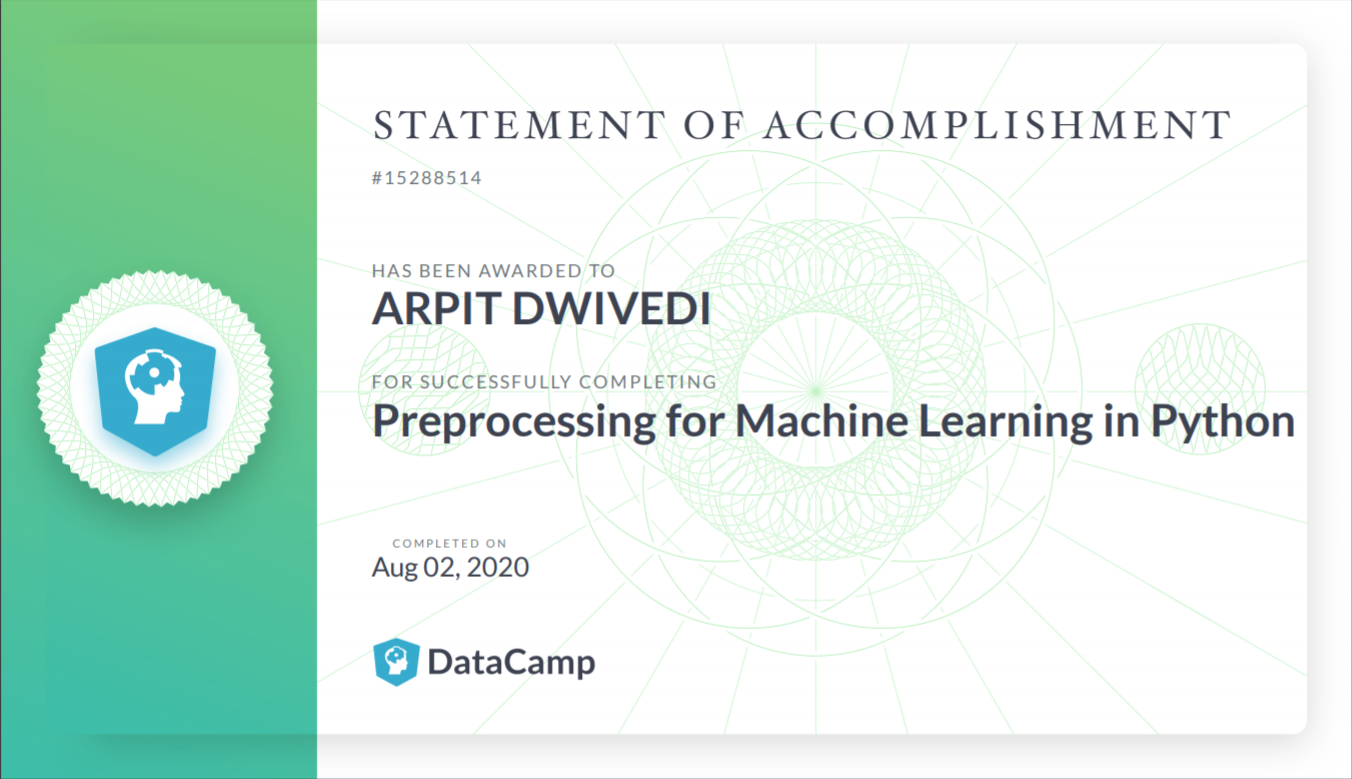 STATEMENT OF ACCOMPLISHMENT
#15288514
HAS BEEN AWARDED TO
ARPIT DWIVEDI
FOR SUCCESSFULLY COMPLETING
Preprocessing for Machine Learning in Python
COMPLETED ON
Aug 02, 2020
DataCamp